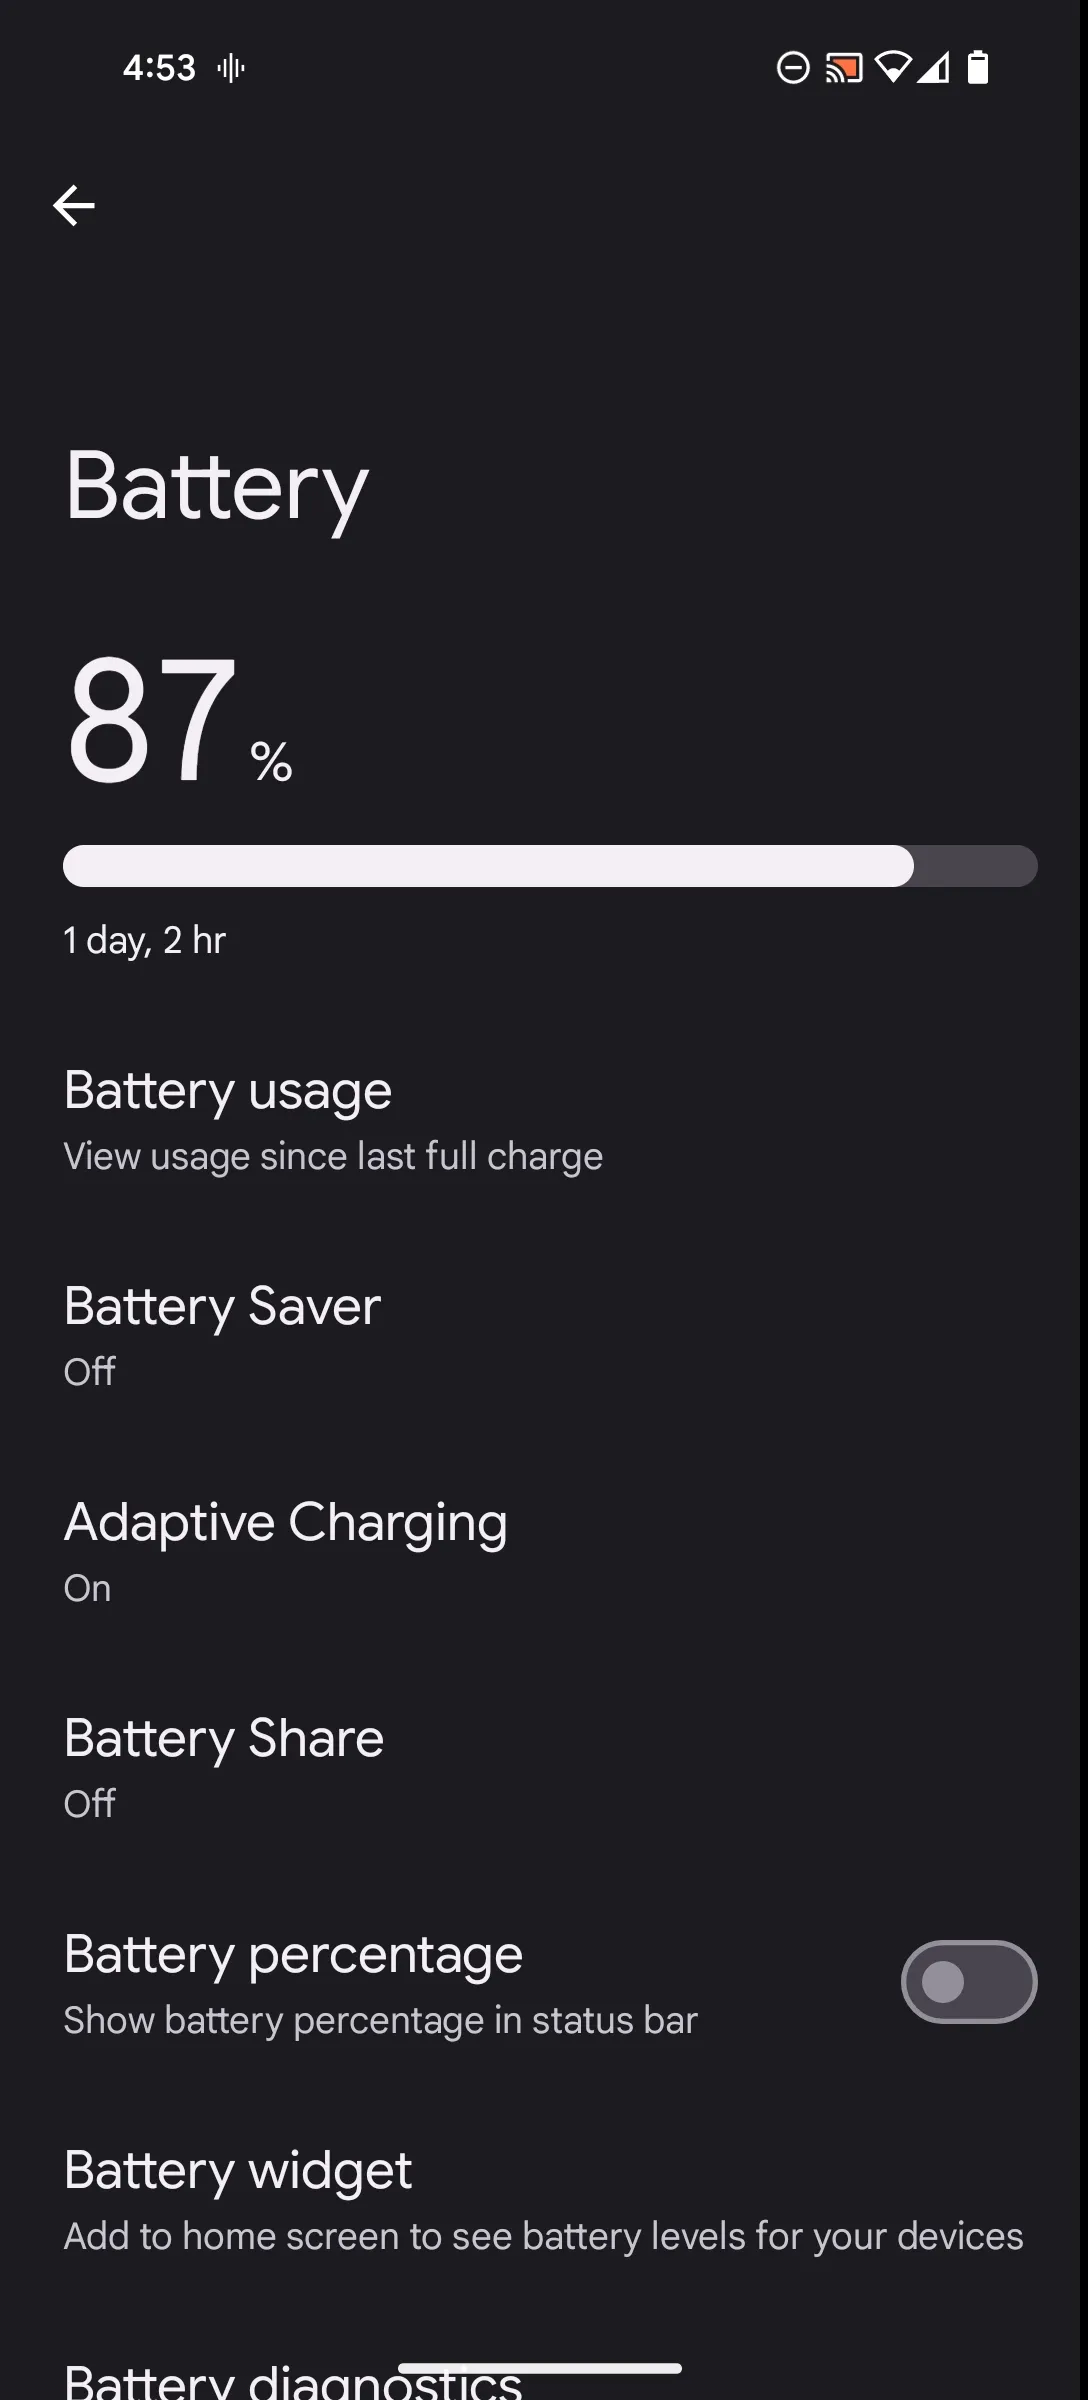 4:53
Battery
87 %
1 day, 2 hr
Battery usage
View usage since last full charge
Battery Saver
Off
Adaptive Charging
On
Battery Share
Off
Battery percentage
Show battery percentage in status bar
Battery widget
Add to home screen to see battery levels for your devices
Battery diagnostics